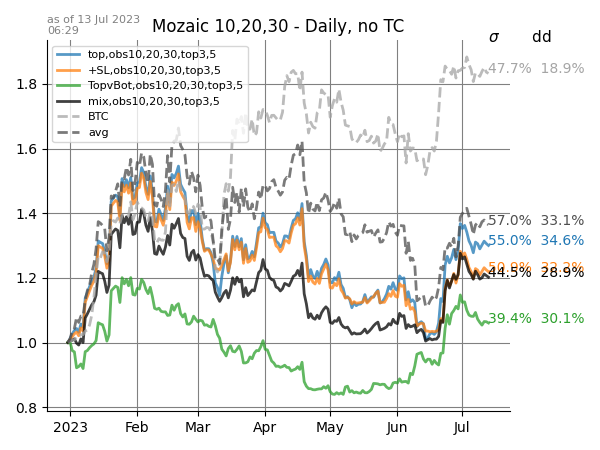 as of 13 Jul 2023
06:29
Mozaic 10,20,30 - Daily, no TC
σ dd
top,obs10,20,30,top3,5
+SL,obs10,20,30,top3,5
TopvBot,obs10,20,30,top3,5
mix,obs10,20,30,top3,5
BTC
avg
47.7% 18.9%
57.0% 33.1%
55.0% 34.6%
44.5% 28.9%
39.4% 30.1%
1.8
1.6
1.4
1.2
1.0
0.8
2023 Feb Mar Apr May Jun Jul